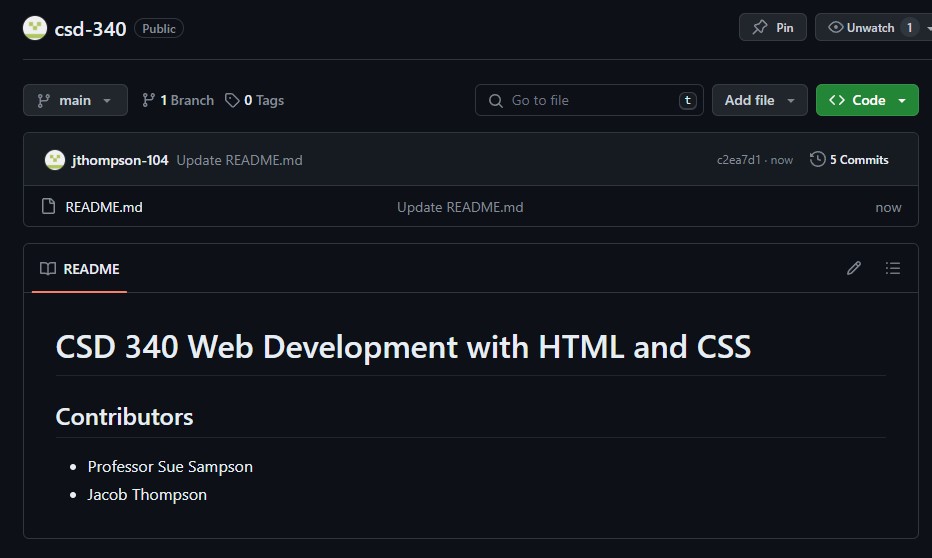 csd-340 Public Pin Unwatch 1
main 1 Branch 0 Tags Go to file t Add file Code
jthompson-104 Update README.md c2ea7d1 · now 5 Commits
README.md Update README.md now
README
CSD 340 Web Development with HTML and CSS
Contributors
Professor Sue Sampson
Jacob Thompson